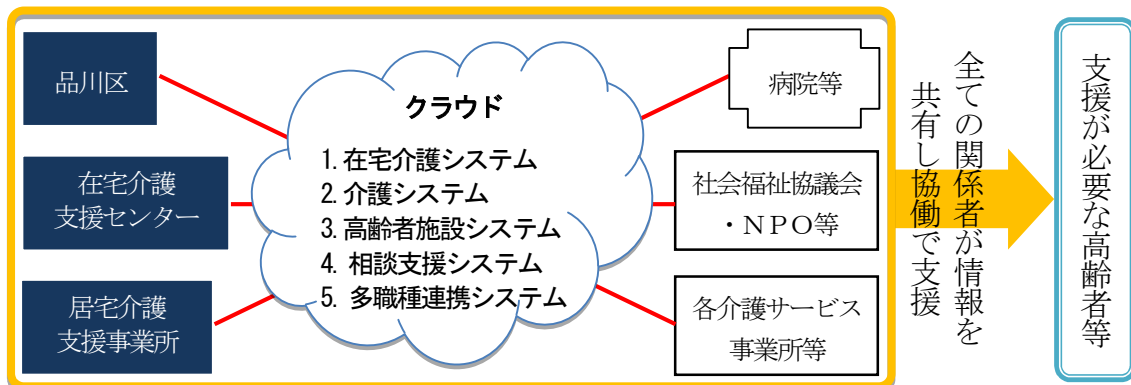 品川区
在宅介護
支援センター
居宅介護
支援事業所
クラウド
1. 在宅介護システム
2. 介護システム
3. 高齢者施設システム
4. 相談支援システム
5. 多職種連携システム
病院等
社会福祉協議会
・ＮＰＯ等
各介護サービス
事業所等
全ての関係者が情報を
共有し協働で支援
支援が必要な高齢者等